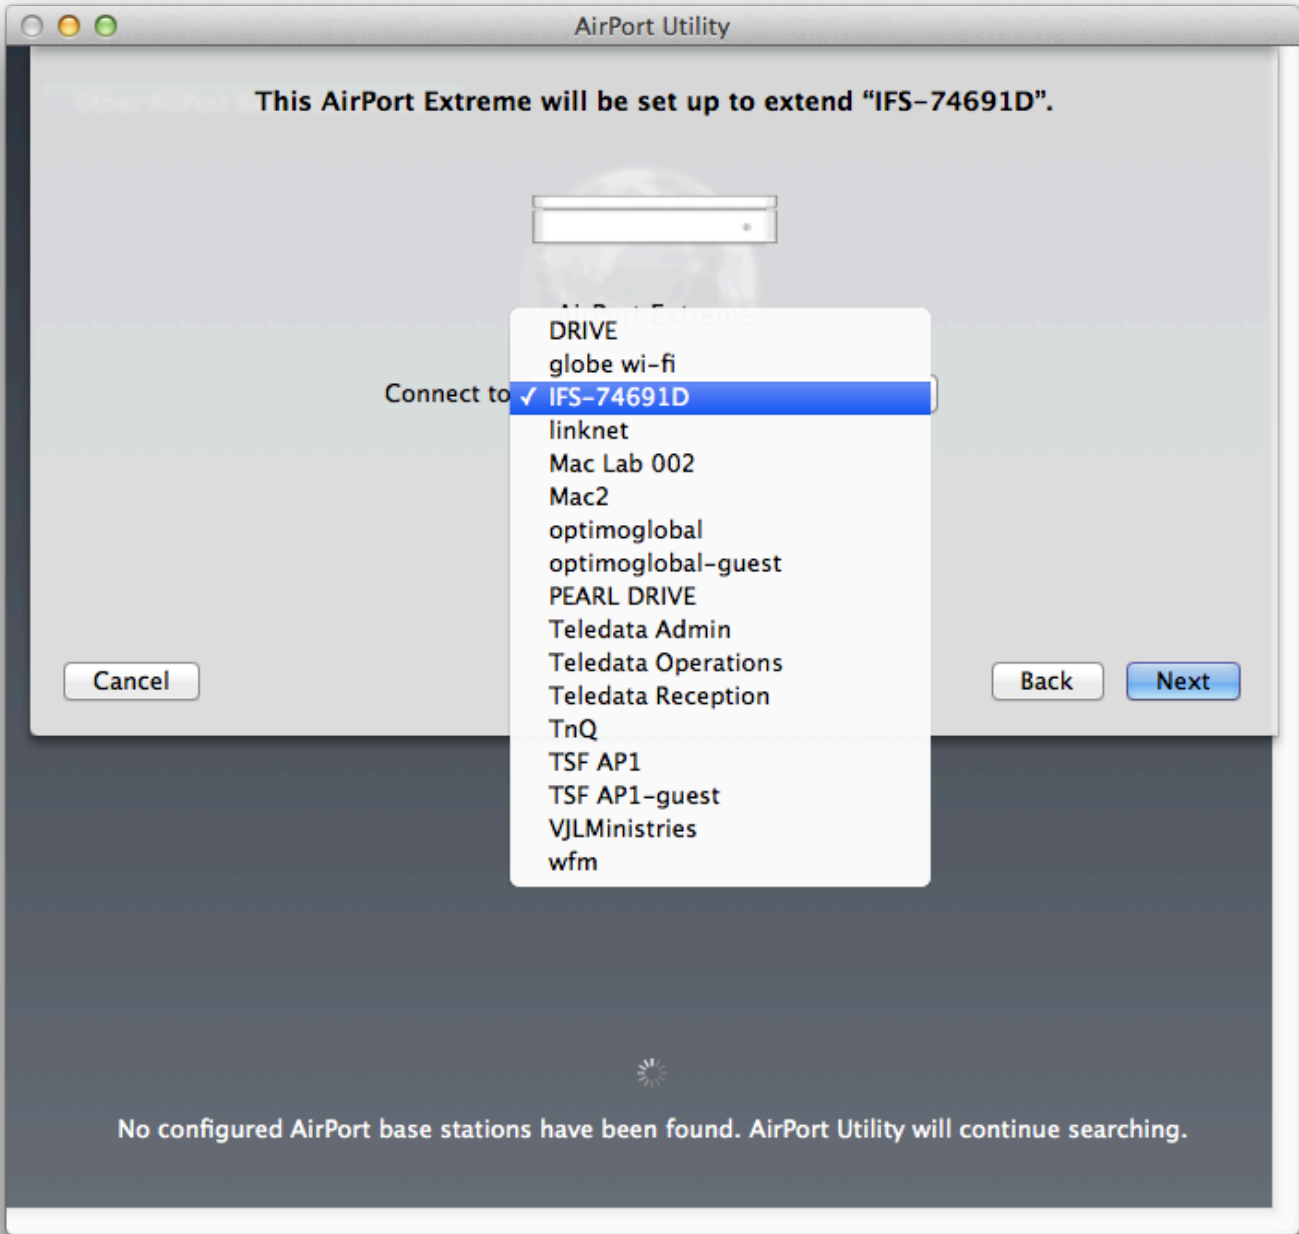 AirPort Utility
This AirPort Extreme will be set up to extend “IFS-74691D”.
AirPort Extreme
Connect to
DRIVE
globe wi-fi
✓ IFS-74691D
linknet
Mac Lab 002
Mac2
optimoglobal
optimoglobal-guest
PEARL DRIVE
Teledata Admin
Teledata Operations
Teledata Reception
TnQ
TSF AP1
TSF AP1-guest
VJLMinistries
wfm
Cancel
Back
Next
No configured AirPort base stations have been found. AirPort Utility will continue searching.